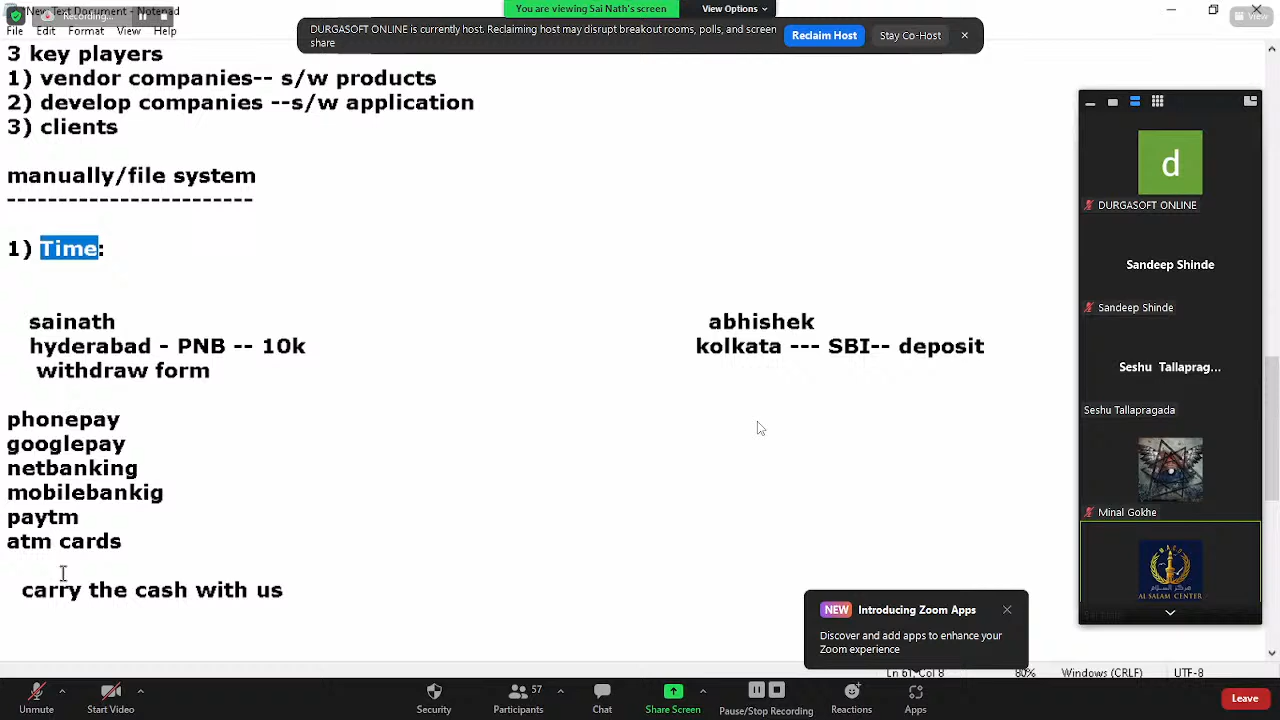 New Text Document - Notepad
Recording...
You are viewing Sai Nath's screen
View Options
View
File Edit Format View Help
DURGASOFT ONLINE is currently host. Reclaiming host may disrupt breakout rooms, polls, and screen
share
Reclaim Host
Stay Co-Host
3 key players
1) vendor companies-- s/w products
2) develop companies --s/w application
3) clients
manually/file system
------------------------
1) Time:
sainath
abhishek
hyderabad - PNB -- 10k
kolkata --- SBI-- deposit
withdraw form
phonepay
googlepay
netbanking
mobilebankig
paytm
atm cards
carry the cash with us
d
DURGASOFT ONLINE
Sandeep Shinde
Sandeep Shinde
Seshu Tallaprag...
Seshu Tallapragada
Minal Gokhe
مركز السلام
AL SALAM CENTER
NEW Introducing Zoom Apps
Discover and add apps to enhance your
Zoom experience
Ln 61, Col 8
80%
Windows (CRLF)
UTF-8
Unmute
Start Video
Security
57
Participants
Chat
Share Screen
Pause/Stop Recording
Reactions
Apps
Leave